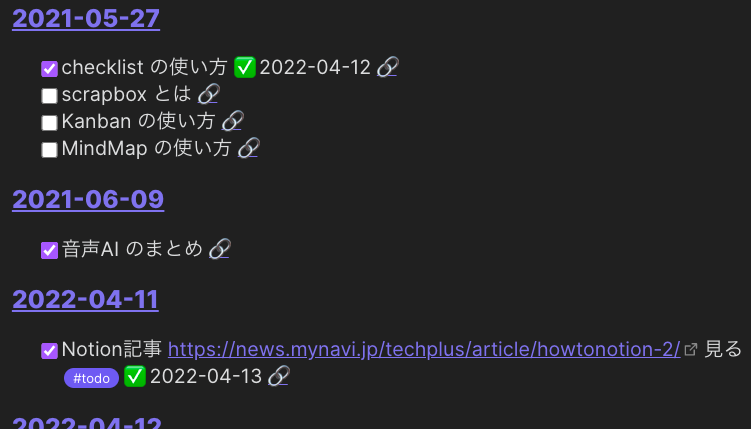 2021-05-27
checklist の使い方 ✅ 2022-04-12 🔗
scrapbox とは 🔗
Kanban の使い方 🔗
MindMap の使い方 🔗
2021-06-09
音声AI のまとめ 🔗
2022-04-11
Notion記事 https://news.mynavi.jp/techplus/article/howtonotion-2/ 見る
#todo ✅ 2022-04-13 🔗
2022-04-12